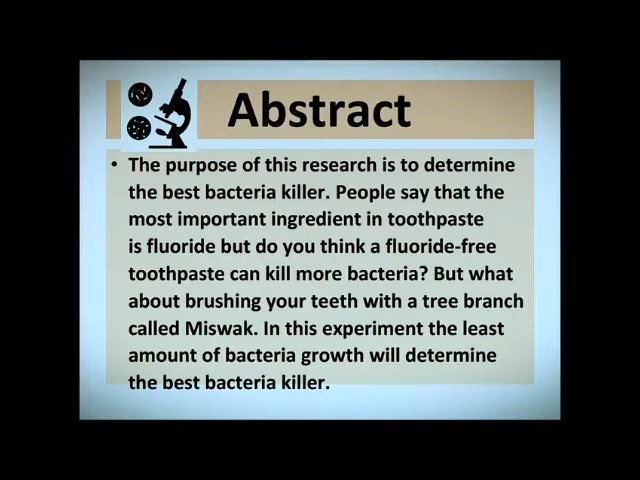 Abstract
• The purpose of this research is to determine
the best bacteria killer. People say that the
most important ingredient in toothpaste
is fluoride but do you think a fluoride-free
toothpaste can kill more bacteria? But what
about brushing your teeth with a tree branch
called Miswak. In this experiment the least
amount of bacteria growth will determine
the best bacteria killer.